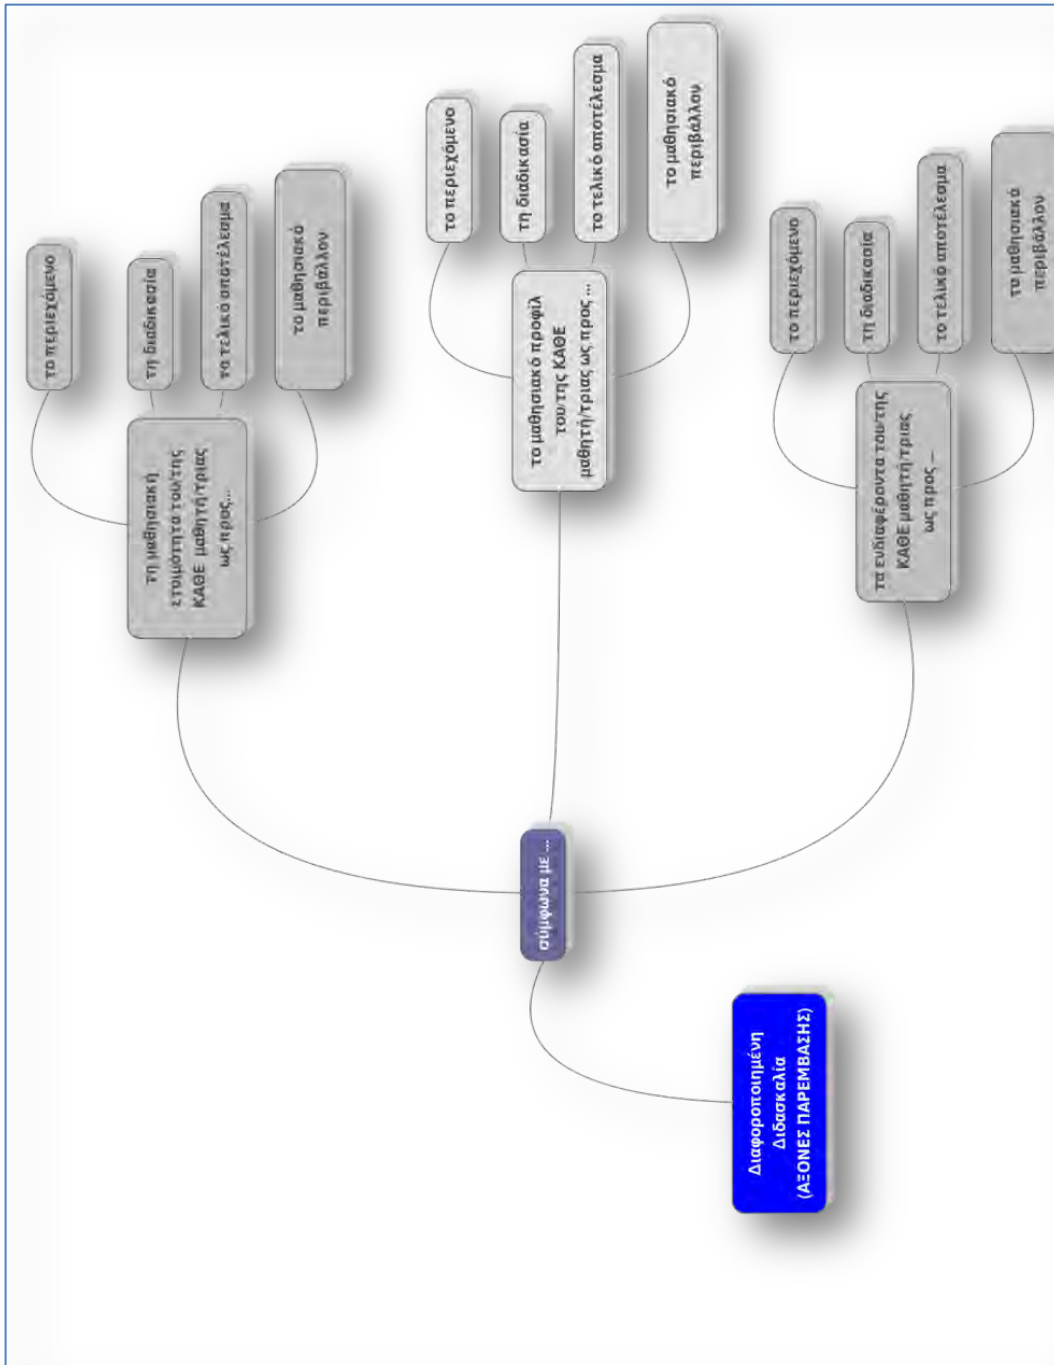 Διαφοροποιημένη
Διδασκαλία
(ΑΞΟΝΕΣ ΠΑΡΕΜΒΑΣΗΣ)
σύμφωνα με ...
τη μαθησιακή
ετοιμότητα του/της
ΚΑΘΕ μαθητή/τριας
ως προς...
το περιεχόμενο
τη διαδικασία
το τελικό αποτέλεσμα
το μαθησιακό
περιβάλλον
το μαθησιακό προφίλ
του/της ΚΑΘΕ
μαθητή/τριας ως προς ...
το περιεχόμενο
τη διαδικασία
το τελικό αποτέλεσμα
το μαθησιακό
περιβάλλον
τα ενδιαφέροντα του/της
ΚΑΘΕ μαθητή/τριας
ως προς ...
το περιεχόμενο
τη διαδικασία
το τελικό αποτέλεσμα
το μαθησιακό
περιβάλλον